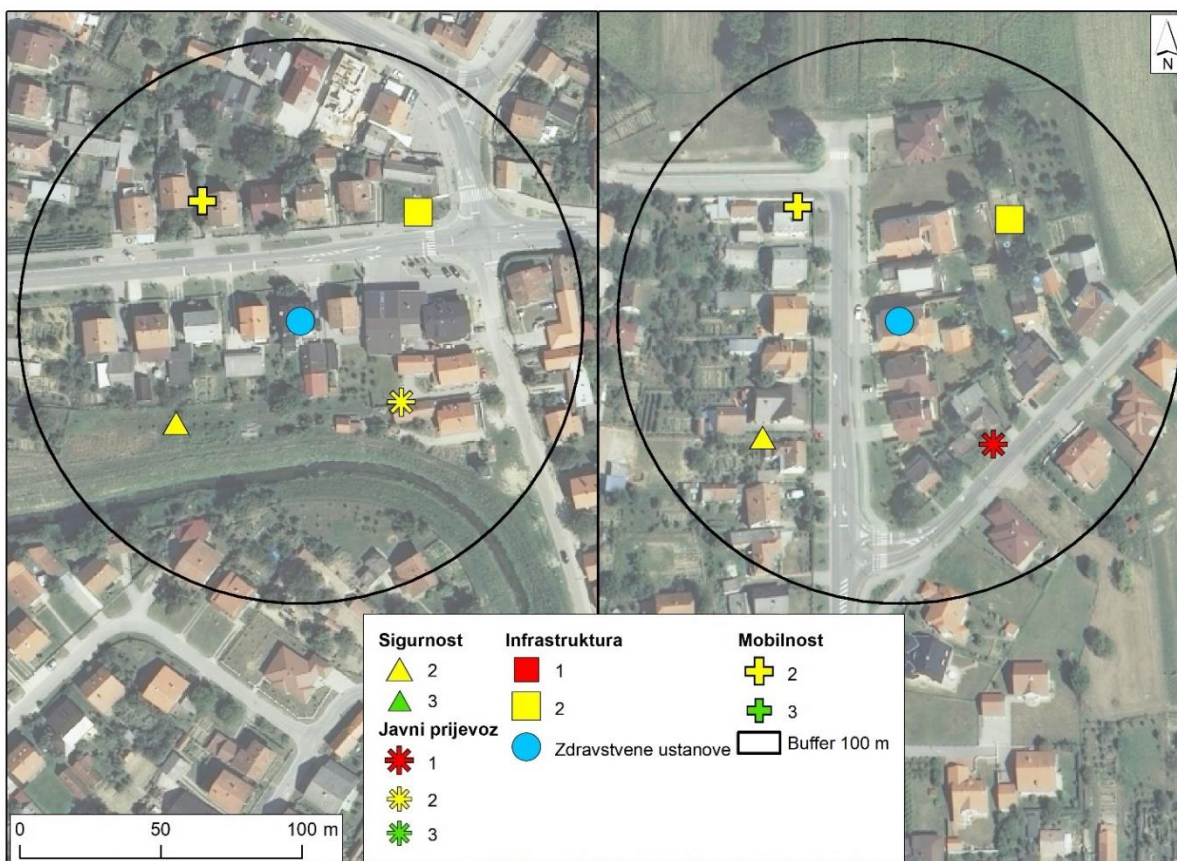 N
Sigurnost
2
3
Javni prijevoz
1
2
3
Infrastruktura
1
2
Zdravstvene ustanove
Mobilnost
2
3
Buffer 100 m
0 50 100 m